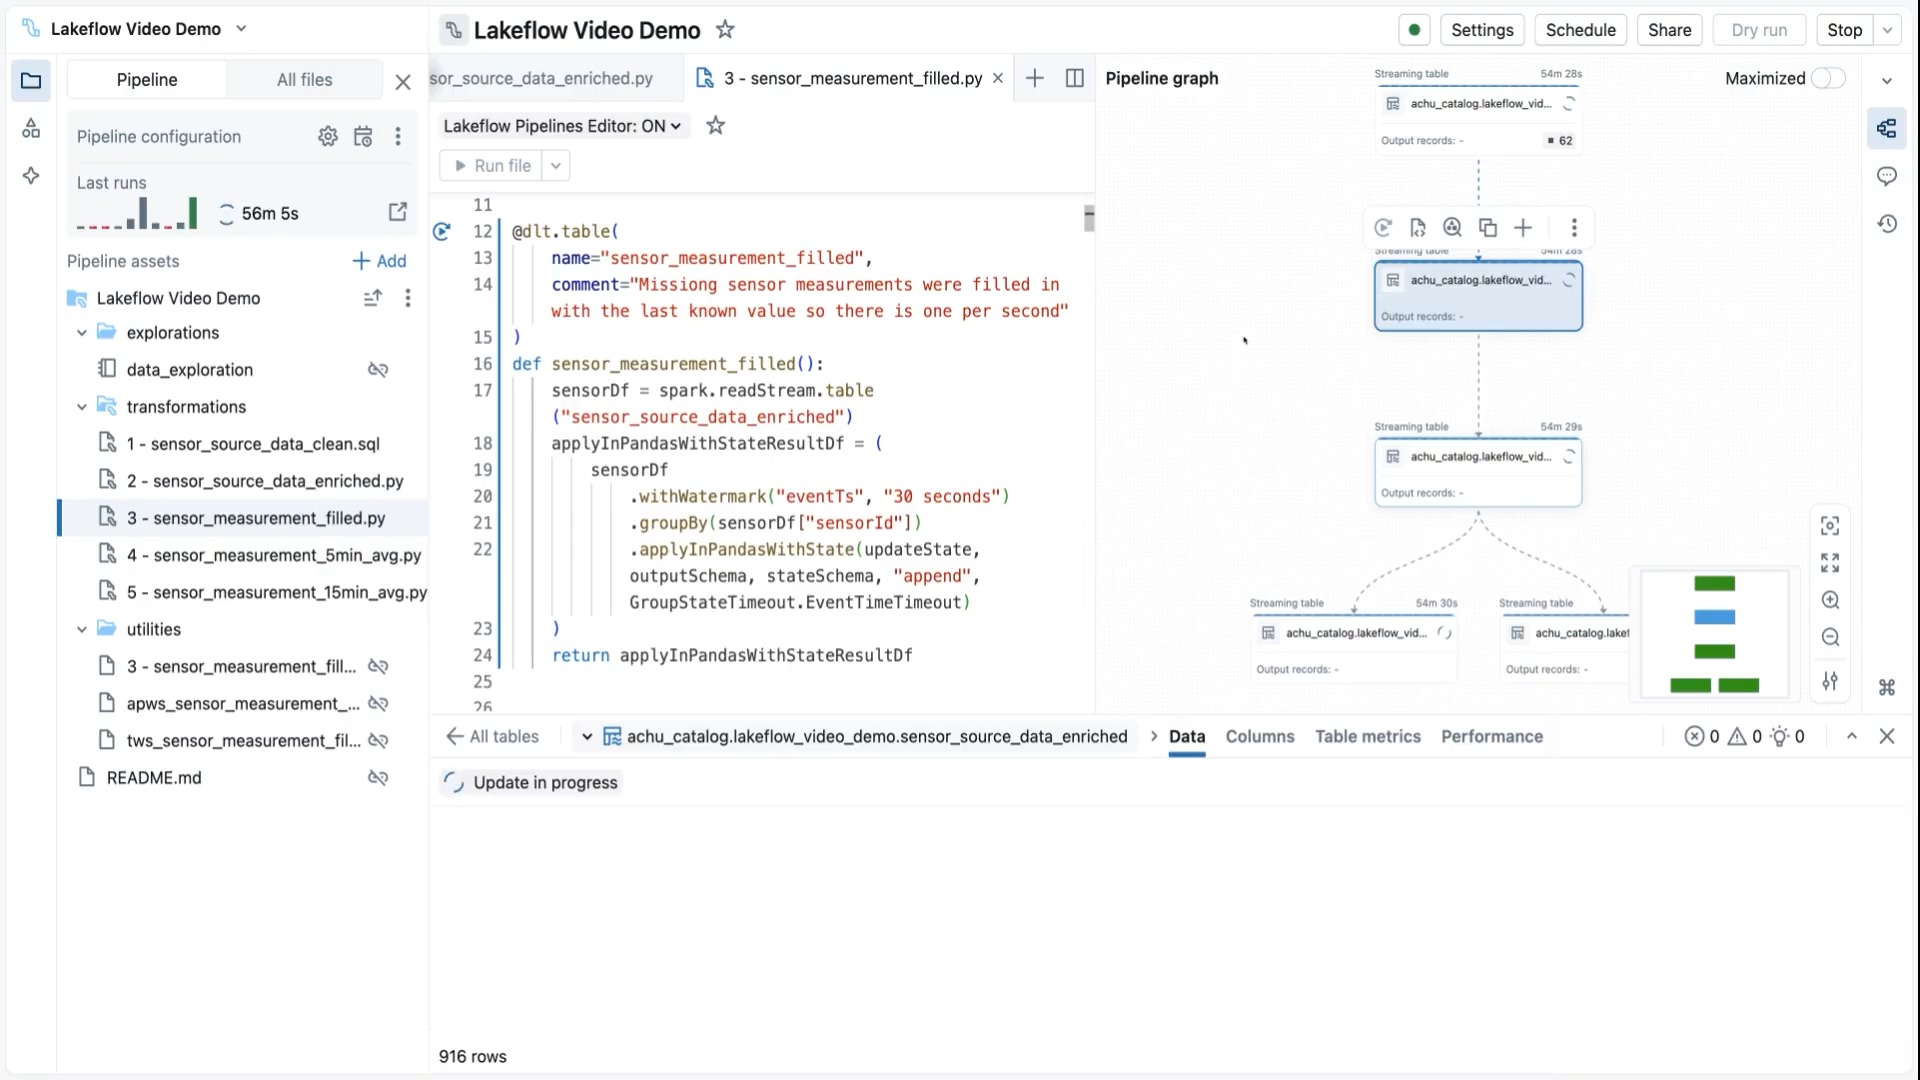 Lakeflow Video Demo
Lakeflow Video Demo
Settings
Schedule
Share
Dry run
Stop
Pipeline
All files
Pipeline configuration
Last runs
56m 5s
Pipeline assets
Add
Lakeflow Video Demo
explorations
data_exploration
transformations
1 - sensor_source_data_clean.sql
2 - sensor_source_data_enriched.py
3 - sensor_measurement_filled.py
4 - sensor_measurement_5min_avg.py
5 - sensor_measurement_15min_avg.py
utilities
3 - sensor_measurement_fill...
apws_sensor_measurement_...
tws_sensor_measurement_fil...
README.md
sor_source_data_enriched.py
3 - sensor_measurement_filled.py
Lakeflow Pipelines Editor: ON
Run file
11
12 @dlt.table(
13 name="sensor_measurement_filled",
14 comment="Missiong sensor measurements were filled in
with the last known value so there is one per second"
15 )
16 def sensor_measurement_filled():
17 sensorDf = spark.readStream.table
("sensor_source_data_enriched")
18 applyInPandasWithStateResultDf = (
19 sensorDf
20 .withWatermark("eventTs", "30 seconds")
21 .groupBy(sensorDf["sensorId"])
22 .applyInPandasWithState(updateState,
outputSchema, stateSchema, "append",
GroupStateTimeout.EventTimeTimeout)
23 )
24 return applyInPandasWithStateResultDf
25
26
Pipeline graph
Maximized
Streaming table 54m 28s
achu_catalog.lakeflow_vid...
Output records: - 62
Streaming table 54m 28s
achu_catalog.lakeflow_vid...
Output records: -
Streaming table 54m 29s
achu_catalog.lakeflow_vid...
Output records: -
Streaming table 54m 30s
achu_catalog.lakeflow_vid...
Output records: -
Streaming table
achu_catalog.lakef
Output records: -
All tables
achu_catalog.lakeflow_video_demo.sensor_source_data_enriched
Data
Columns
Table metrics
Performance
0
0
0
Update in progress
916 rows